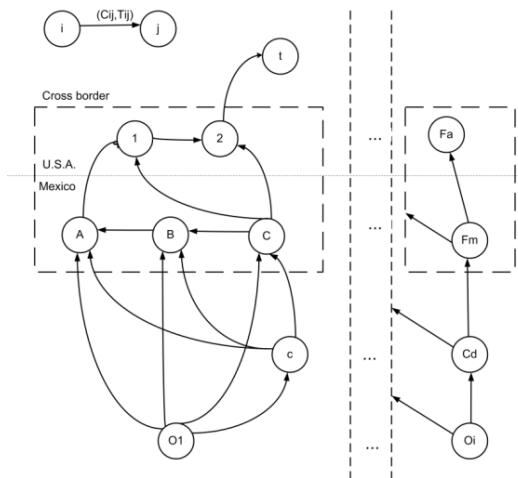 (Cij,Tij)
i
j
t
Cross border
1
2
...
Fa
U.S.A.
Mexico
A
B
C
...
Fm
c
...
Cd
O1
...
Oi